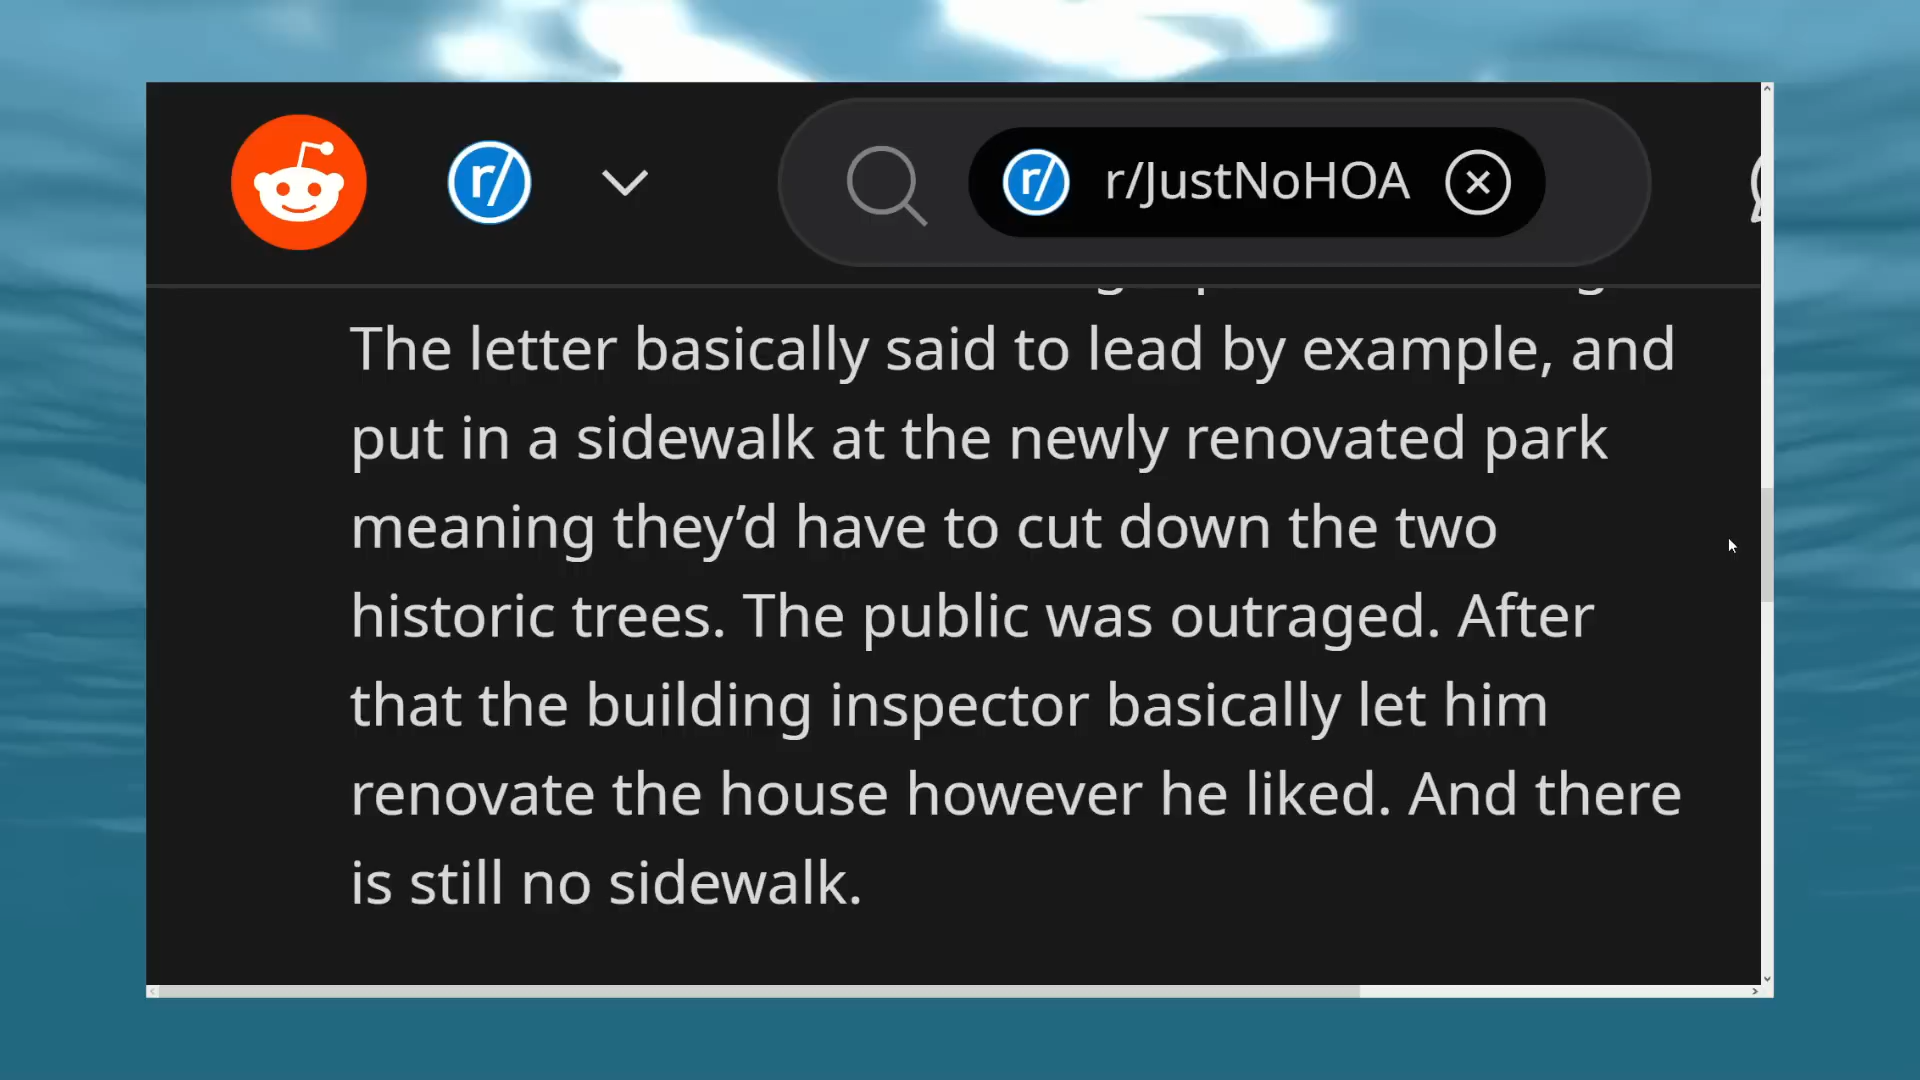 r/ r/ r/JustNoHOA
The letter basically said to lead by example, and
put in a sidewalk at the newly renovated park
meaning they’d have to cut down the two
historic trees. The public was outraged. After
that the building inspector basically let him
renovate the house however he liked. And there
is still no sidewalk.